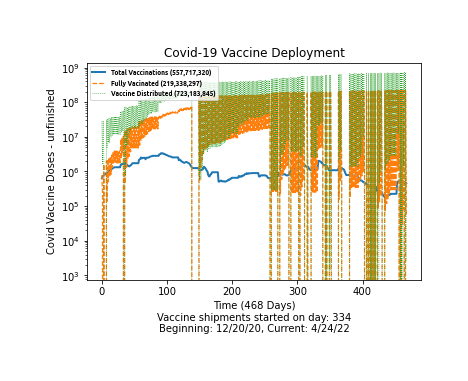 Covid-19 Vaccine Deployment
Total Vaccinations (557,717,320)
Fully Vacinated (219,338,297)
Vaccine Distributed (723,183,845)
Covid Vaccine Doses - unfinished
10⁹
10⁸
10⁷
10⁶
10⁵
10⁴
10³
0 100 200 300 400
Time (468 Days)
Vaccine shipments started on day: 334
Beginning: 12/20/20, Current: 4/24/22